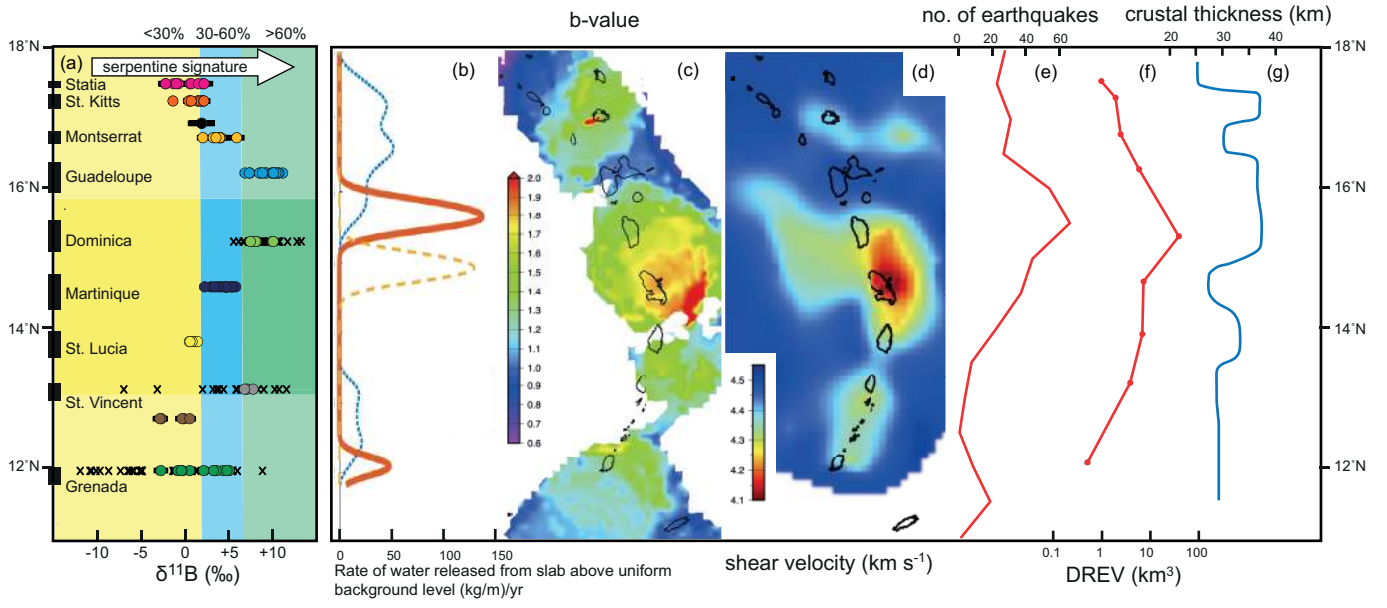 b-value
no. of earthquakes
crustal thickness (km)
<30% 30-60% >60%
0 20 40 60
20 30 40
18°N
18°N
(a)
serpentine signature
(b)
(c)
(d)
(e)
(f)
(g)
Statia
St. Kitts
Montserrat
Guadeloupe
16°N
16°N
Dominica
Martinique
14°N
14°N
St. Lucia
St. Vincent
12°N
12°N
Grenada
2.0
1.9
1.8
1.7
1.6
1.5
1.4
1.3
1.2
1.1
1.0
0.9
0.8
0.7
0.6
4.5
4.4
4.3
4.2
4.1
-10 -5 0 +5 +10
δ¹¹B (‰)
0 50 100 150
Rate of water released from slab above uniform
background level (kg/m)/yr
shear velocity (km s⁻¹)
0.1 1 10 100
DREV (km³)